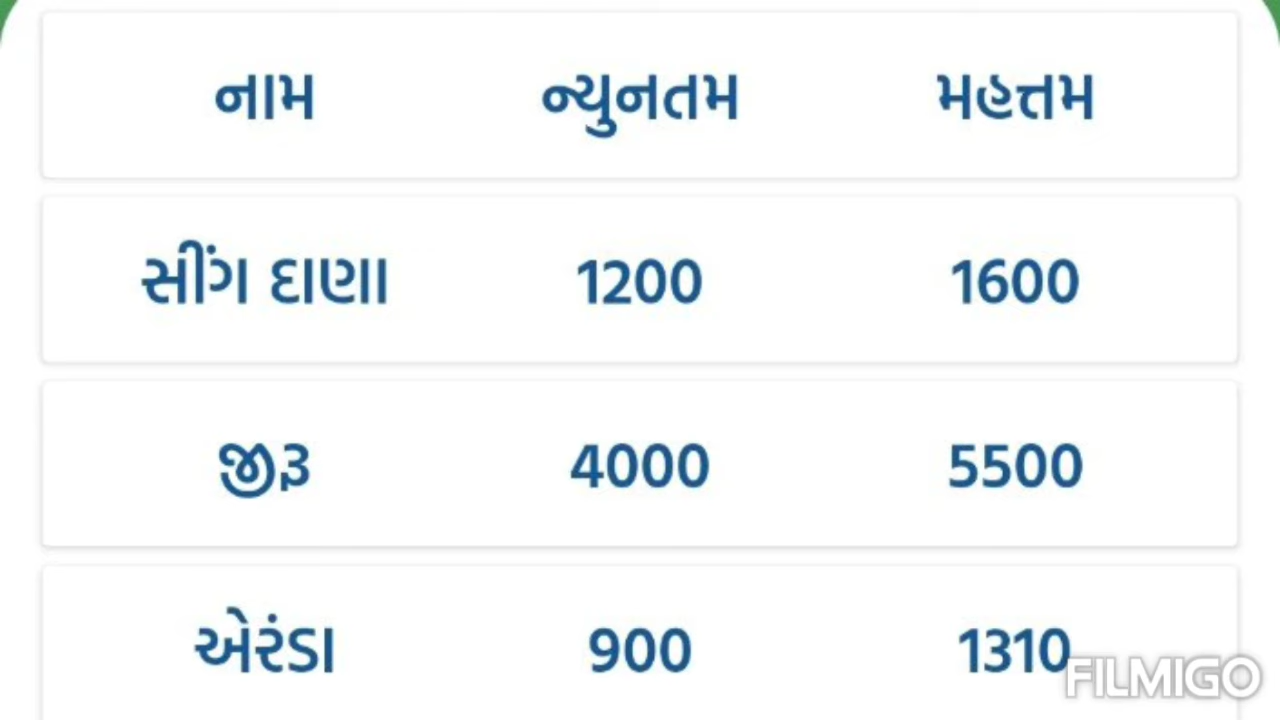 નામ ન્યુનતમ મહત્તમ
સીંગ દાણા 1200 1600
જીરૂ 4000 5500
એરંડા 900 1310
FILMIGO